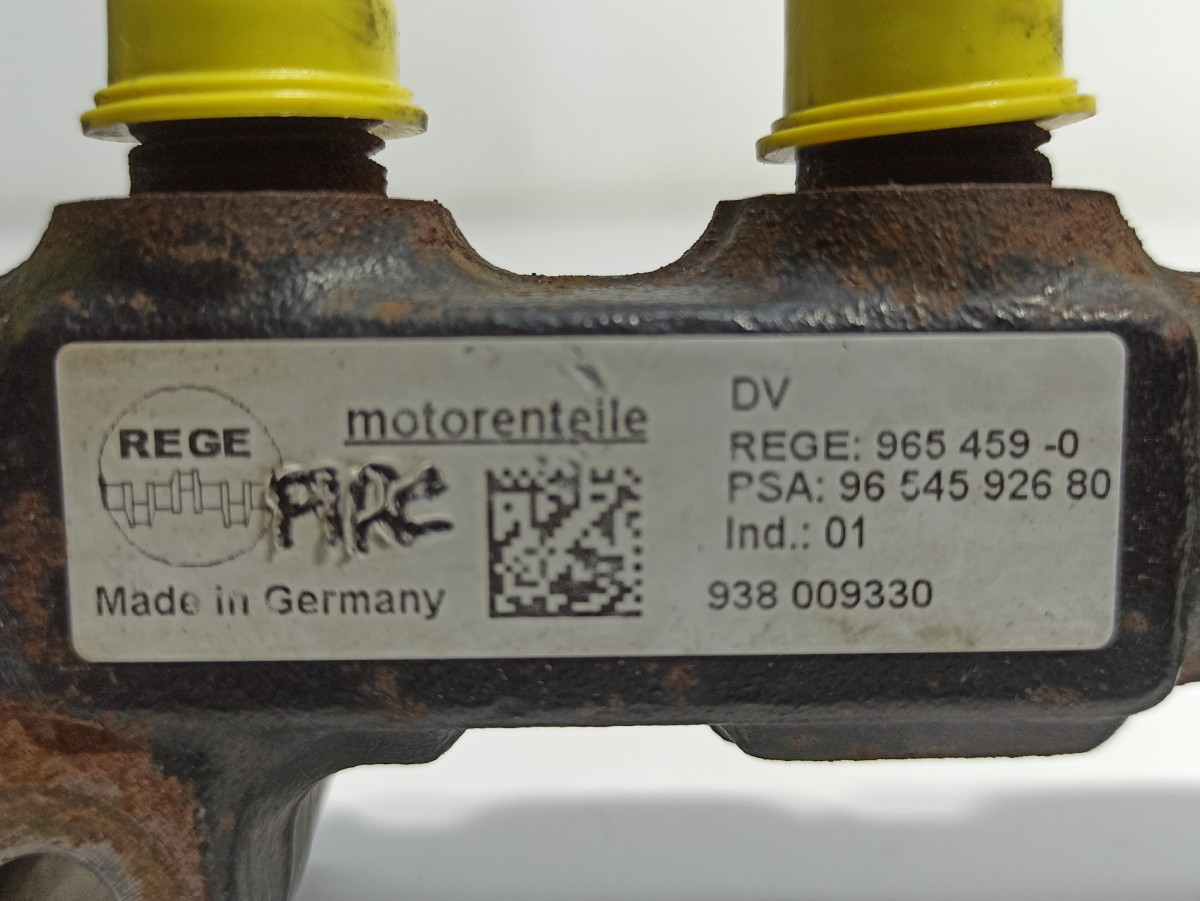 REGE
motorenteile
Made in Germany
DV
REGE: 965 459 -0
PSA: 96 545 926 80
Ind.: 01
938 009330